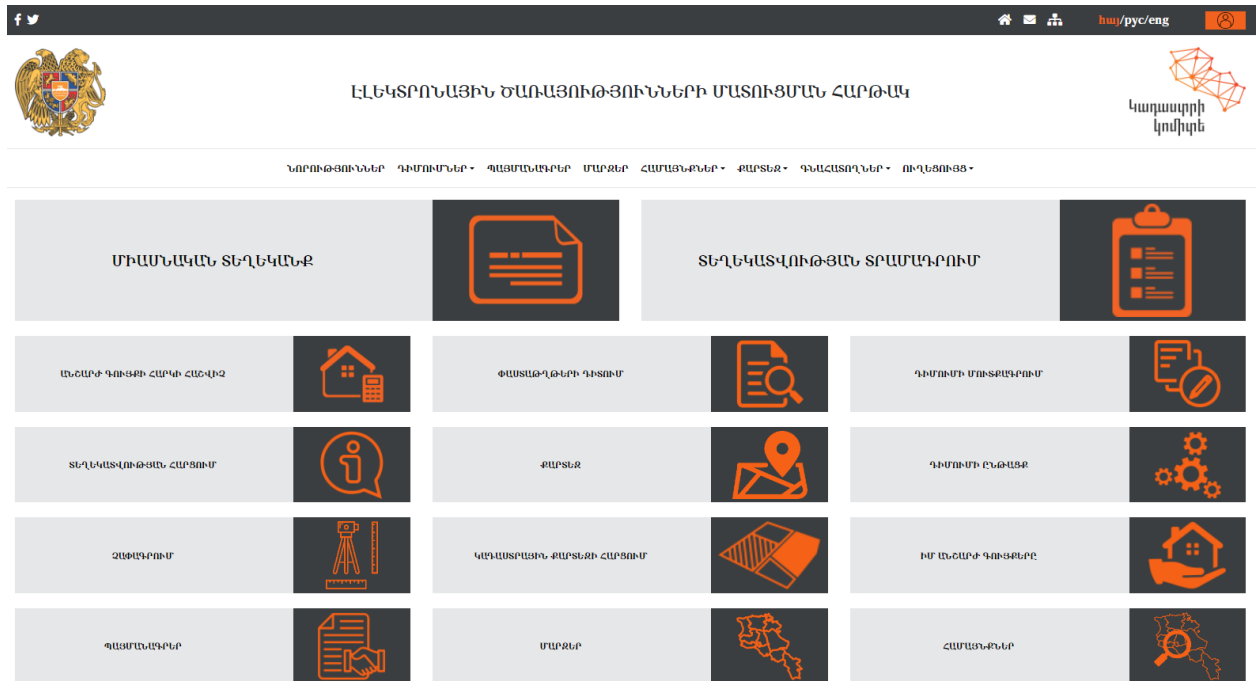 հայ/рус/eng
ԷԼԵԿՏՐՈՆԱՅԻՆ ԾԱՌԱՅՈՒԹՅՈՒՆՆԵՐԻ ՄԱՏՈՒՑՄԱՆ ՀԱՐԹԱԿ
Կադաստրի
կոմիտե
ՆՈՐՈՒԹՅՈՒՆՆԵՐ ԴԻՄՈՒՄՆԵՐ ՊԱՅՄԱՆԱԳՐԵՐ ՄԱՐԶԵՐ ՀԱՄԱՅՆՔՆԵՐ ՔԱՐՏԵԶ ԳՆԱՀԱՏՈՂՆԵՐ ՈՒՂԵՑՈՒՅՑ
ՄԻԱՍՆԱԿԱՆ ՏԵՂԵԿԱՆՔ
ՏԵՂԵԿԱՏՎՈՒԹՅԱՆ ՏՐԱՄԱԴՐՈՒՄ
ԱՆՇԱՐԺ ԳՈՒՅՔԻ ՀԱՐԿԻ ՀԱՇՎԻՉ
ՓԱՍՏԱԹՂԹԵՐԻ ԴԻՏՈՒՄ
ԴԻՄՈՒՄԻ ՄՈՒՏՔԱԳՐՈՒՄ
ՏԵՂԵԿԱՏՎՈՒԹՅԱՆ ՀԱՐՑՈՒՄ
ՔԱՐՏԵԶ
ԴԻՄՈՒՄԻ ԸՆԹԱՑՔ
ՉԱՓԱԳՐՈՒՄ
ԿԱԴԱՍՏՐԱՅԻՆ ՔԱՐՏԵԶԻ ՀԱՐՑՈՒՄ
ԻՄ ԱՆՇԱՐԺ ԳՈՒՅՔԵՐԸ
ՊԱՅՄԱՆԱԳՐԵՐ
ՄԱՐԶԵՐ
ՀԱՄԱՅՆՔՆԵՐ